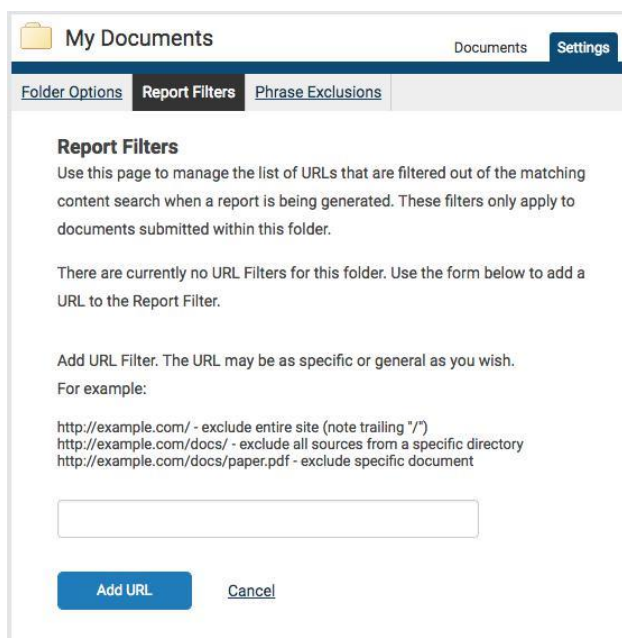 My Documents
Documents
Settings
Folder Options
Report Filters
Phrase Exclusions
Report Filters
Use this page to manage the list of URLs that are filtered out of the matching
content search when a report is being generated. These filters only apply to
documents submitted within this folder.
There are currently no URL Filters for this folder. Use the form below to add a
URL to the Report Filter.
Add URL Filter. The URL may be as specific or general as you wish.
For example:
http://example.com/ - exclude entire site (note trailing "/")
http://example.com/docs/ - exclude all sources from a specific directory
http://example.com/docs/paper.pdf - exclude specific document
Add URL
Cancel